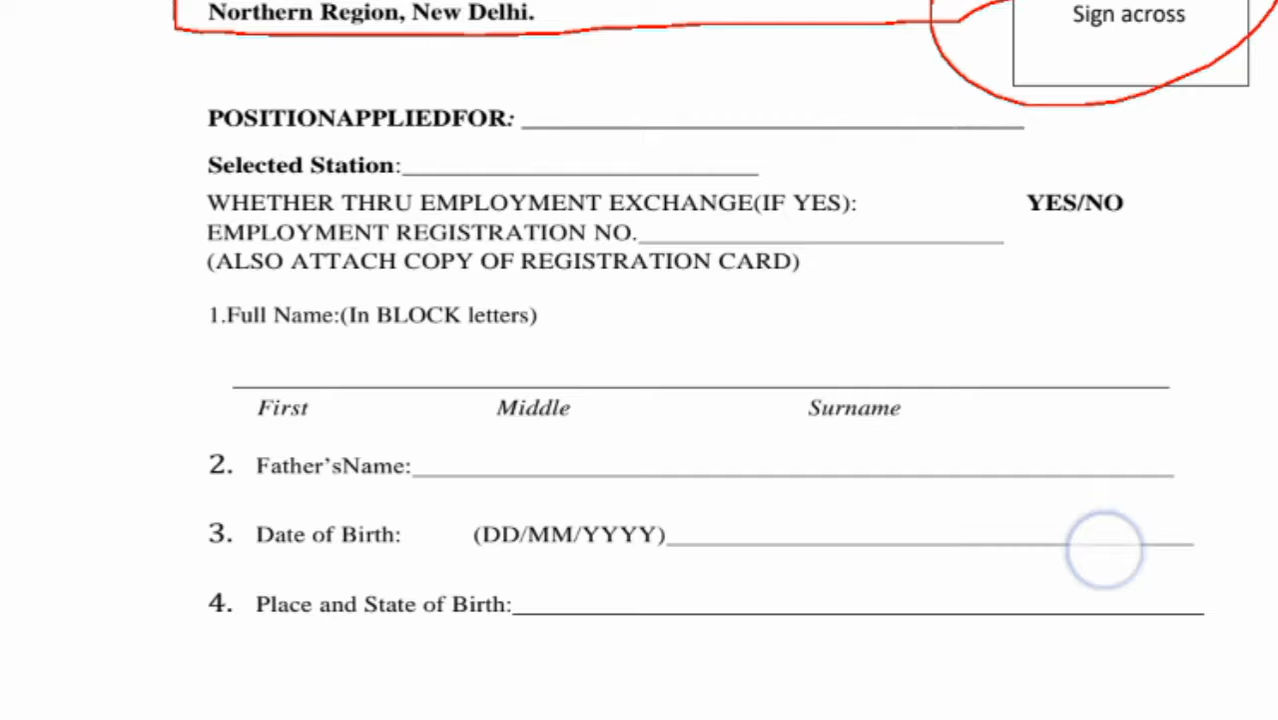 Northern Region, New Delhi.
Sign across
POSITIONAPPLIEDFOR:
Selected Station:
WHETHER THRU EMPLOYMENT EXCHANGE(IF YES): YES/NO
EMPLOYMENT REGISTRATION NO.
(ALSO ATTACH COPY OF REGISTRATION CARD)
1.Full Name:(In BLOCK letters)
First Middle Surname
2. Father’sName:
3. Date of Birth: (DD/MM/YYYY)
4. Place and State of Birth: